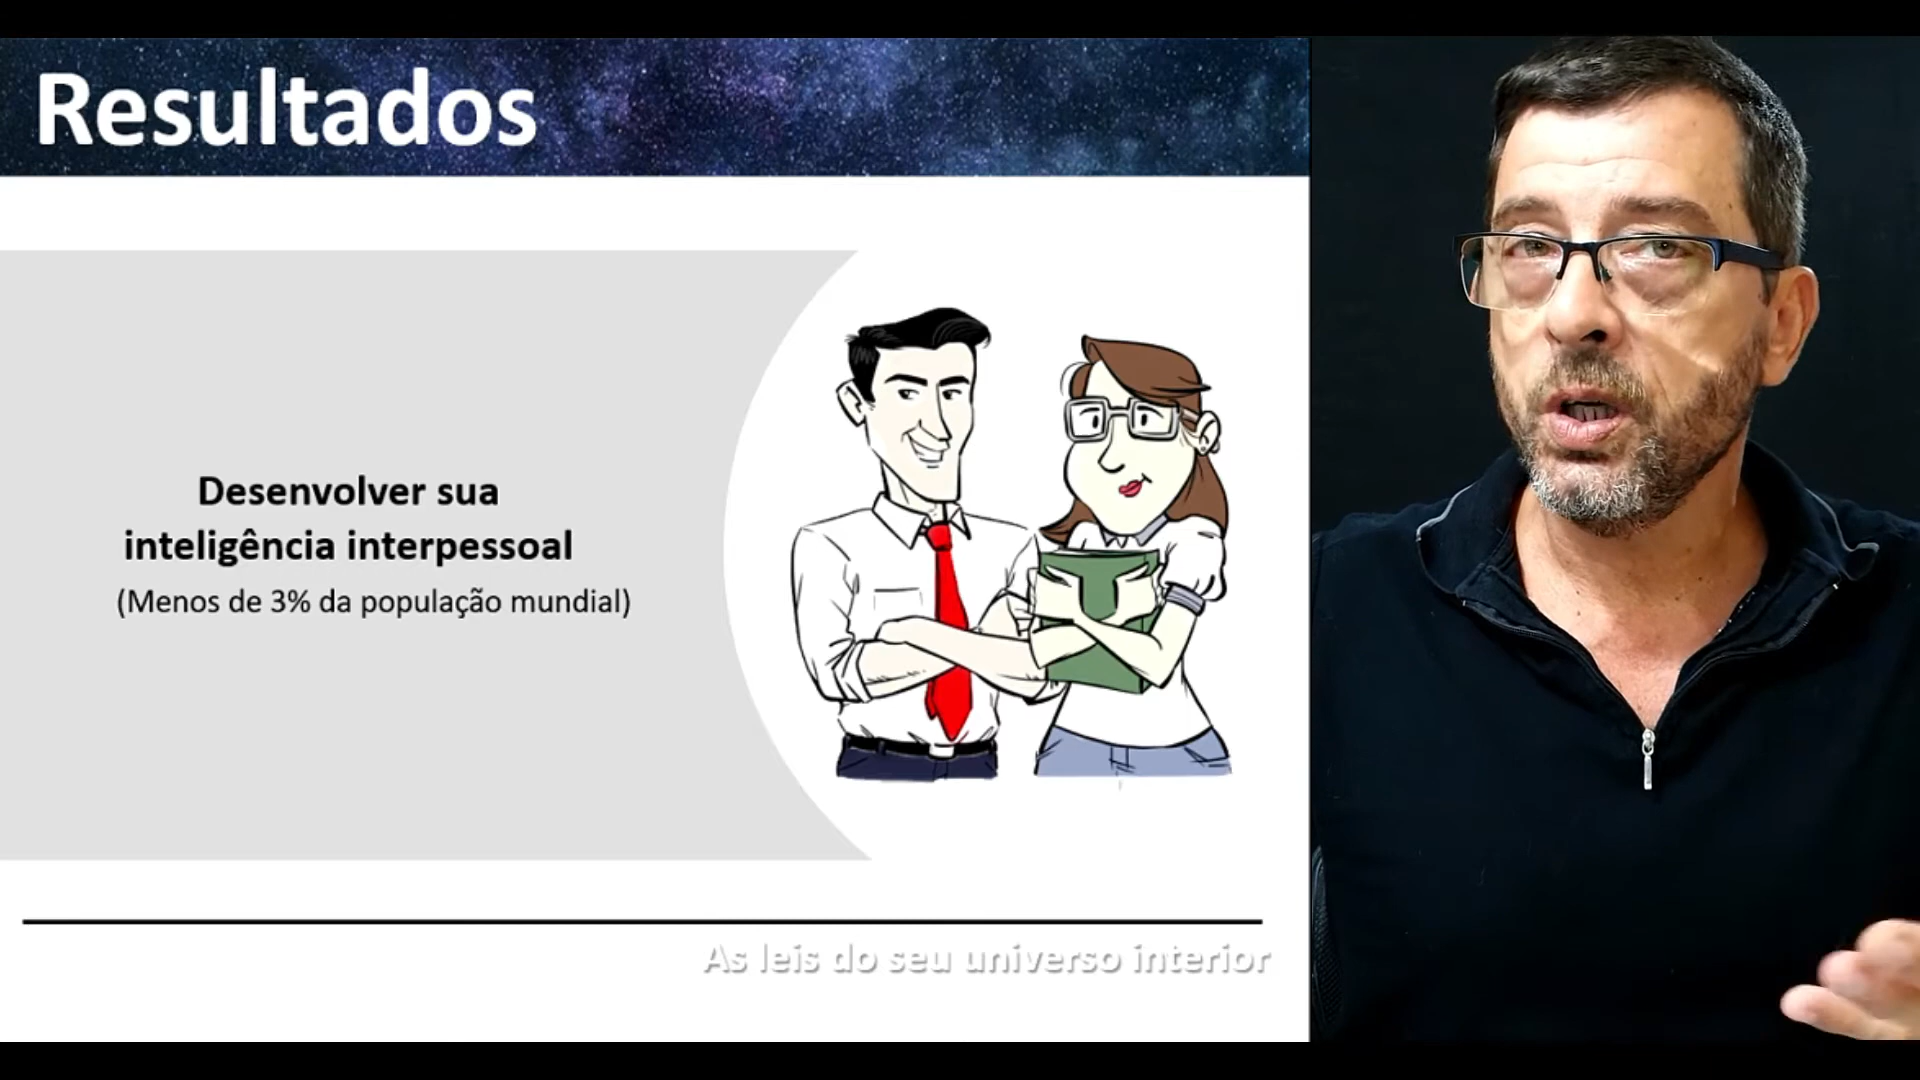 Resultados
Desenvolver sua
inteligência interpessoal
(Menos de 3% da população mundial)
As leis do seu universo interior